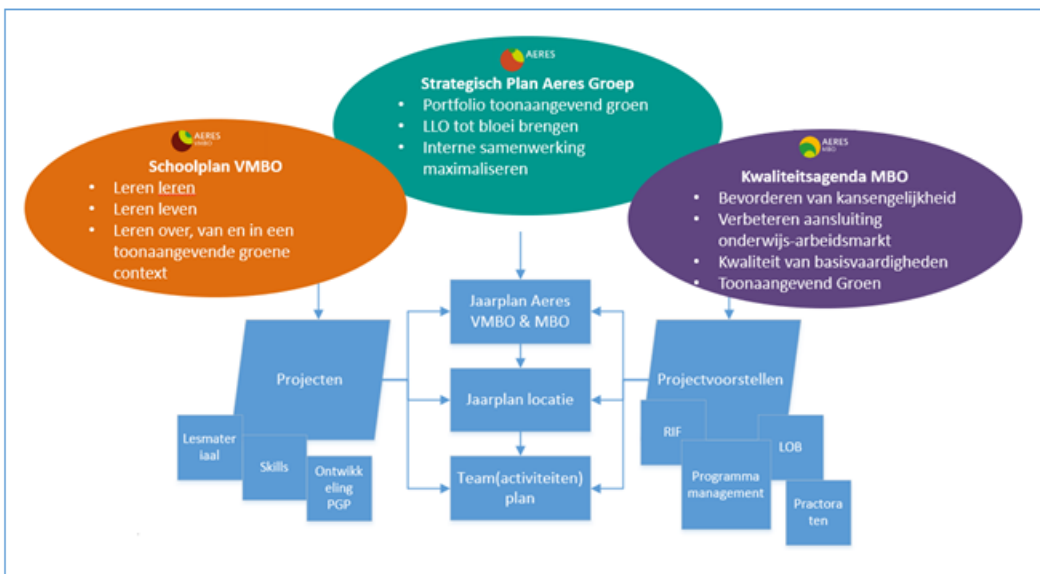 AERES
Strategisch Plan Aeres Groep
• Portfolio toonaangevend groen
• LLO tot bloei brengen
• Interne samenwerking
maximaliseren
AERES
VMBO
Schoolplan VMBO
• Leren leren
• Leren leven
• Leren over, van en in een
toonaangevende groene
context
AERES
MBO
Kwaliteitsagenda MBO
• Bevorderen van kansengelijkheid
• Verbeteren aansluiting
onderwijs-arbeidsmarkt
• Kwaliteit van basisvaardigheden
• Toonaangevend Groen
Projecten
Lesmater
iaal
Skills
Ontwikk
eling
PGP
Jaarplan Aeres
VMBO & MBO
Jaarplan locatie
Team(activiteiten)
plan
Projectvoorstellen
RIF
LOB
Programma
management
Practora
ten